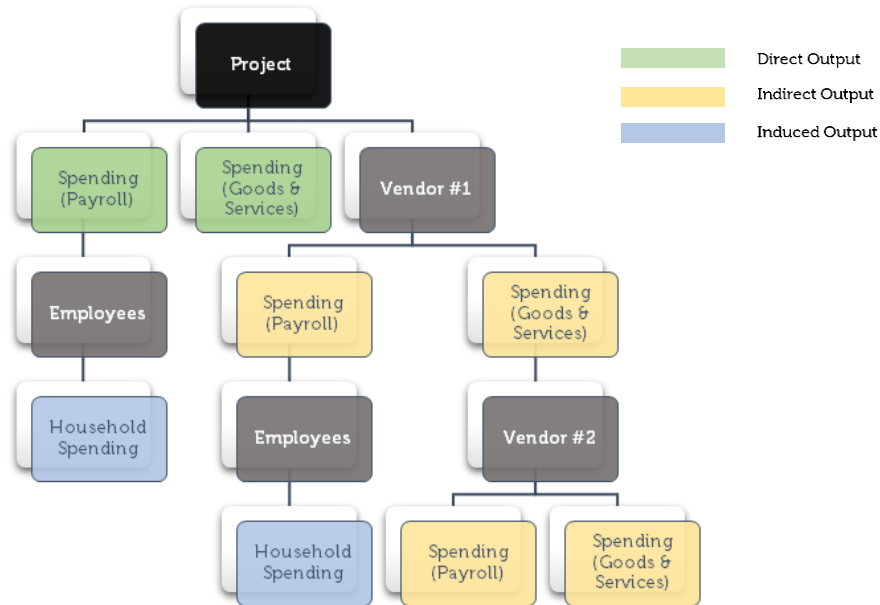 Project
Direct Output
Indirect Output
Induced Output
Spending
(Payroll)
Spending
(Goods &
Services)
Vendor #1
Employees
Spending
(Payroll)
Spending
(Goods &
Services)
Household
Spending
Employees
Vendor #2
Household
Spending
Spending
(Payroll)
Spending
(Goods &
Services)